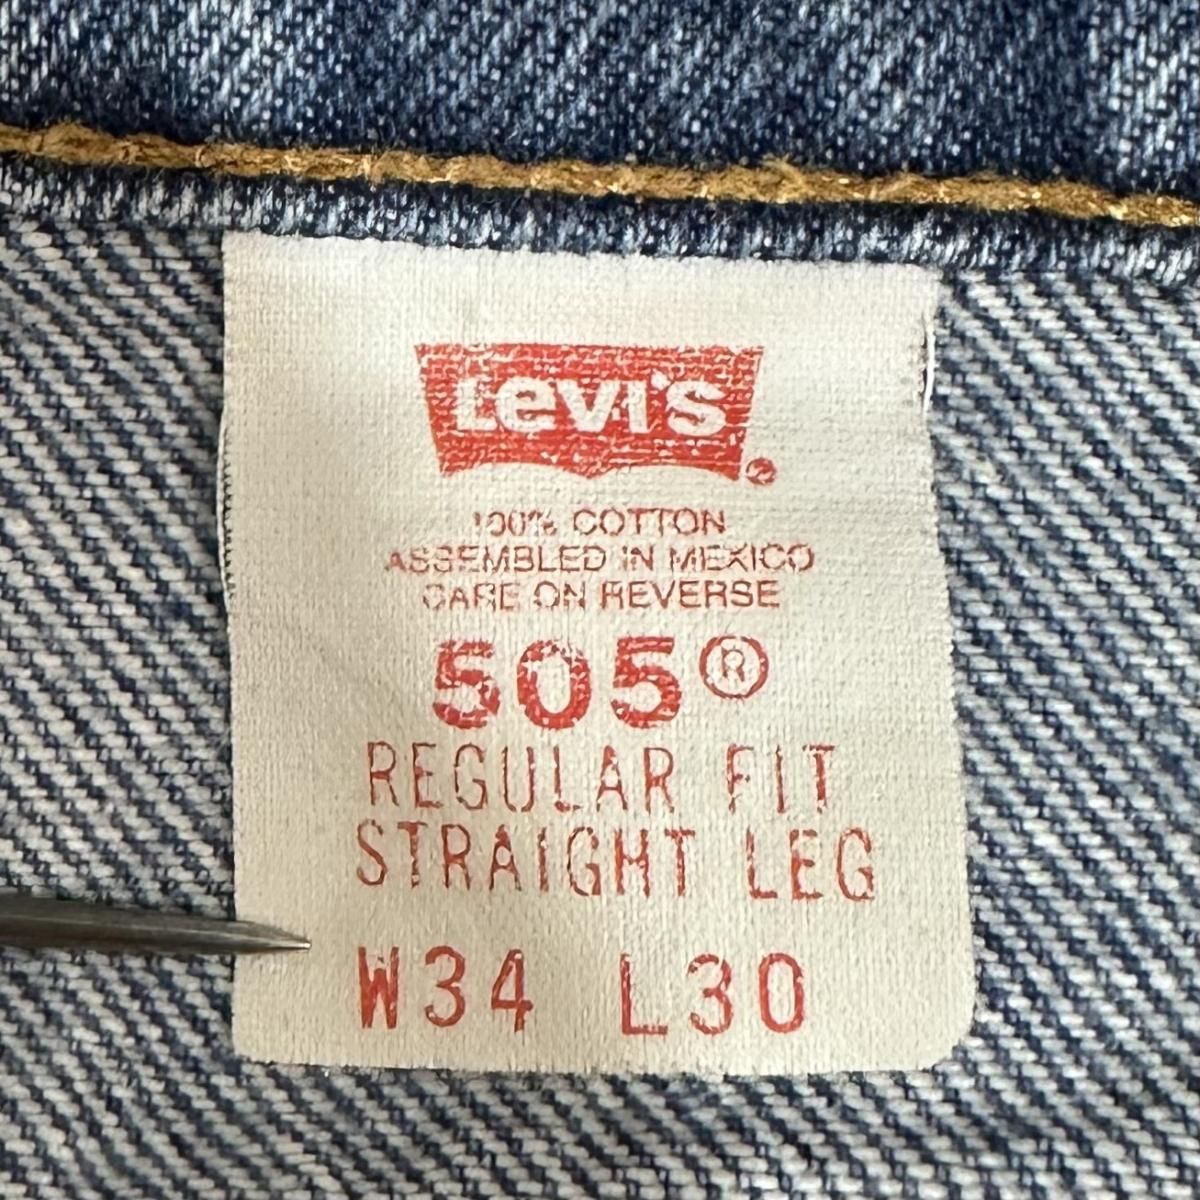 Levi's ®
100% COTTON
ASSEMBLED IN MEXICO
CARE ON REVERSE
505®
REGULAR FIT
STRAIGHT LEG
W34 L30